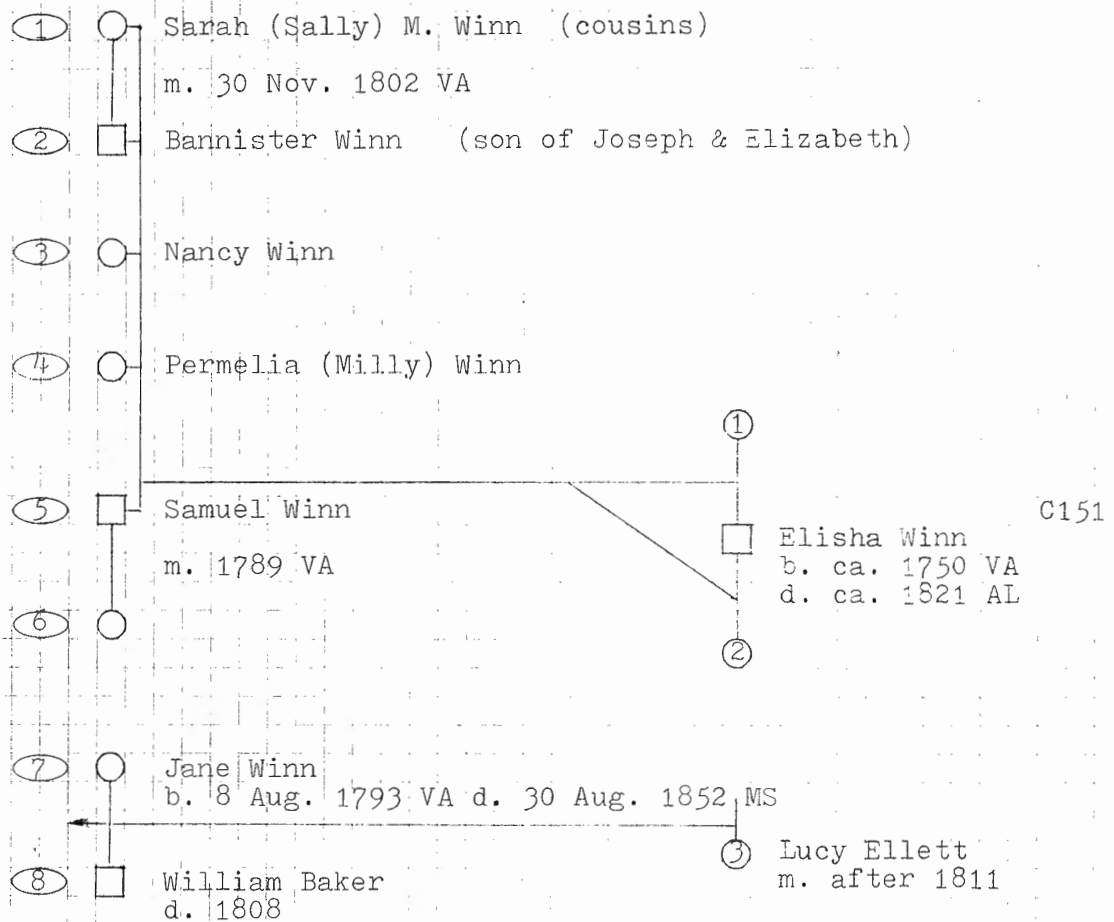 1 Sarah (Sally) M. Winn (cousins)
m. 30 Nov. 1802 VA
2 Bannister Winn (son of Joseph & Elizabeth)
3 Nancy Winn
4 Permelia (Milly) Winn
1
5 Samuel Winn
C151
Elisha Winn
m. 1789 VA
b. ca. 1750 VA
d. ca. 1821 AL
6
2
7 Jane Winn
b. 8 Aug. 1793 VA d. 30 Aug. 1852 MS
3 Lucy Ellett
m. after 1811
8 William Baker
d. 1808